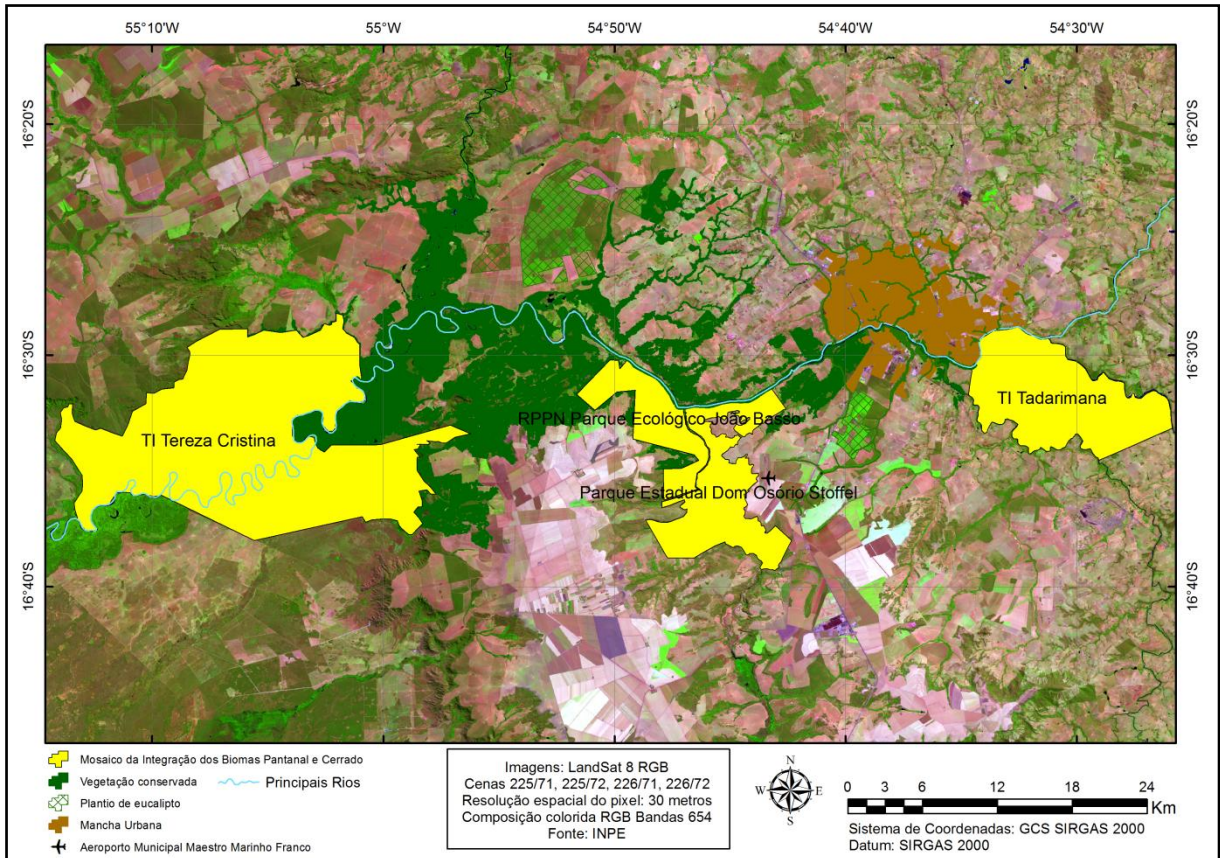 55°10'W 55°W 54°50'W 54°40'W 54°30'W
16°20'S 16°20'S
16°30'S 16°30'S
TI Tadarimana
RPPN Parque Ecológico João Basso
TI Tereza Cristina
Parque Estadual Dom Osório Stoffel
16°40'S 16°40'S
Mosaico da Integração dos Biomas Pantanal e Cerrado
Vegetação conservada
Principais Rios
Plantio de eucalipto
Mancha Urbana
Aeroporto Municipal Maestro Marinho Franco
Imagens: LandSat 8 RGB
Cenas 225/71, 225/72, 226/71, 226/72
Resolução espacial do pixel: 30 metros
Composição colorida RGB Bandas 654
Fonte: INPE
N
W E
S
0 3 6 12 18 24
Km
Sistema de Coordenadas: GCS SIRGAS 2000
Datum: SIRGAS 2000